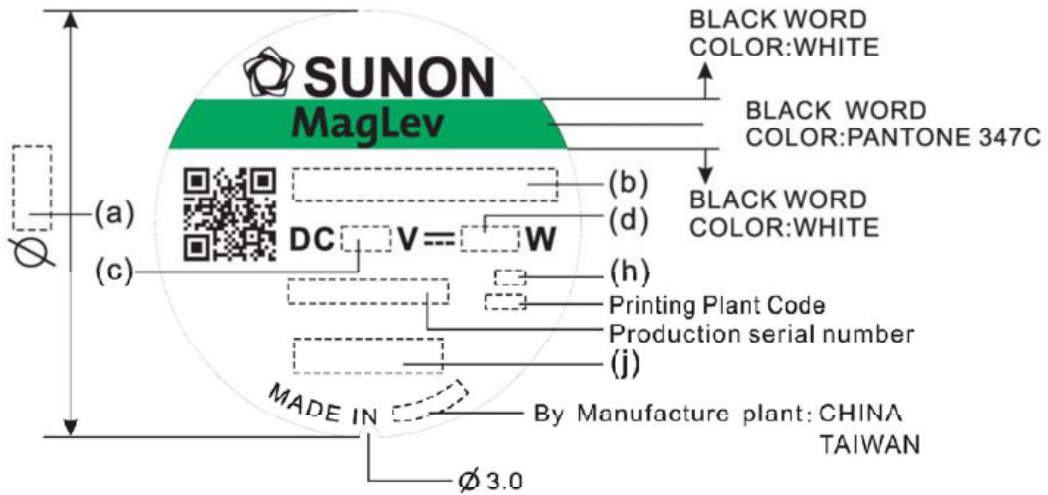 BLACK WORD
COLOR:WHITE
SUNON
MagLev
BLACK WORD
COLOR:PANTONE 347C
(a)
Ø
(b)
BLACK WORD
COLOR:WHITE
(d)
DC V⎓ W
(c)
(h)
Printing Plant Code
Production serial number
(j)
MADE IN
By Manufacture plant: CHINA
TAIWAN
Ø3.0